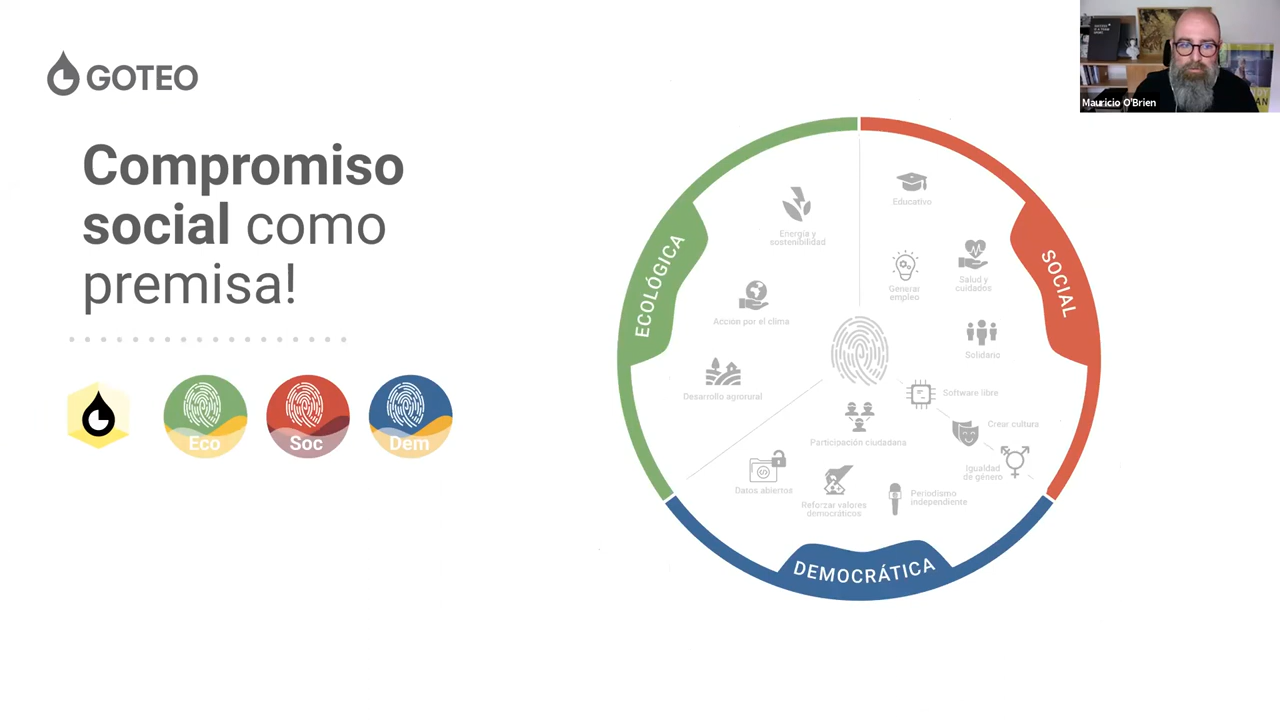 GOTEO
Compromiso
social como
premisa!
Eco
Soc
Dem
Mauricio O'Brien
ECOLÓGICA
SOCIAL
DEMOCRÁTICA
Energía y
sostenibilidad
Accion por el clima
Desarrollo agrorural
Educativo
Generar
empleo
Salud y
cuidados
Solidario
Software libre
Crear cultura
Igualdad
de género
Participación ciudadana
Datos abiertos
Reforzar valores
democráticos
Periodismo
independiente